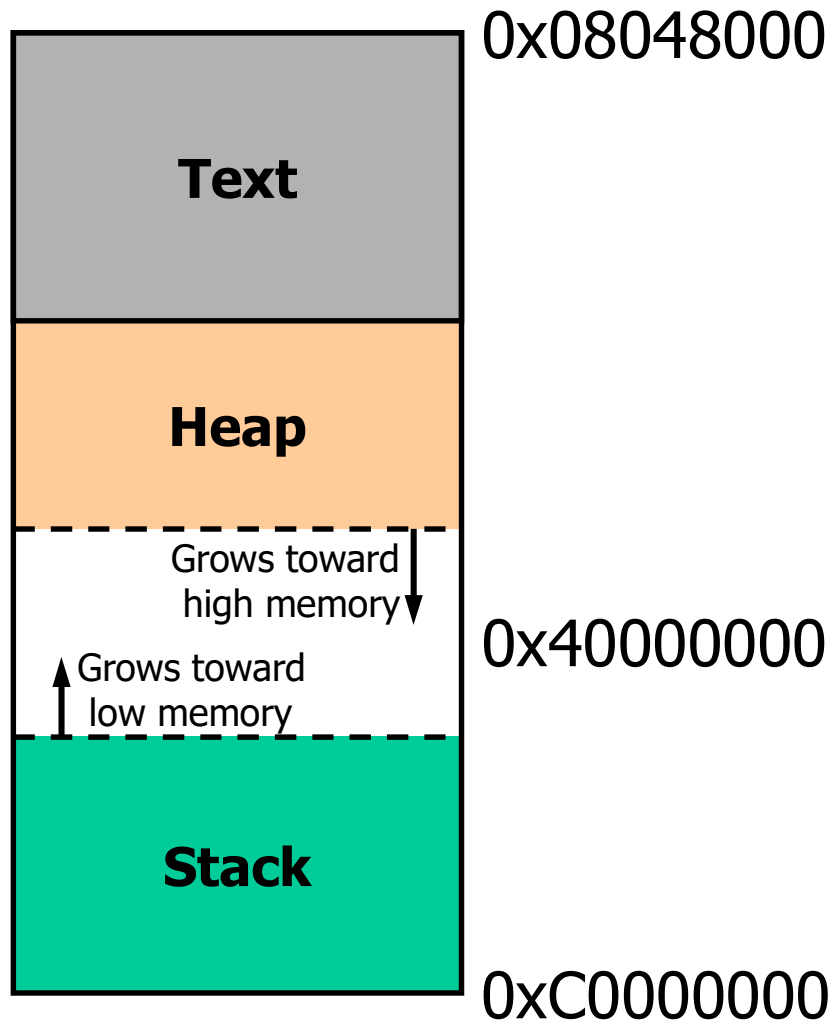 0x08048000
Text
Heap
Grows toward
high memory
0x40000000
Grows toward
low memory
Stack
0xC0000000